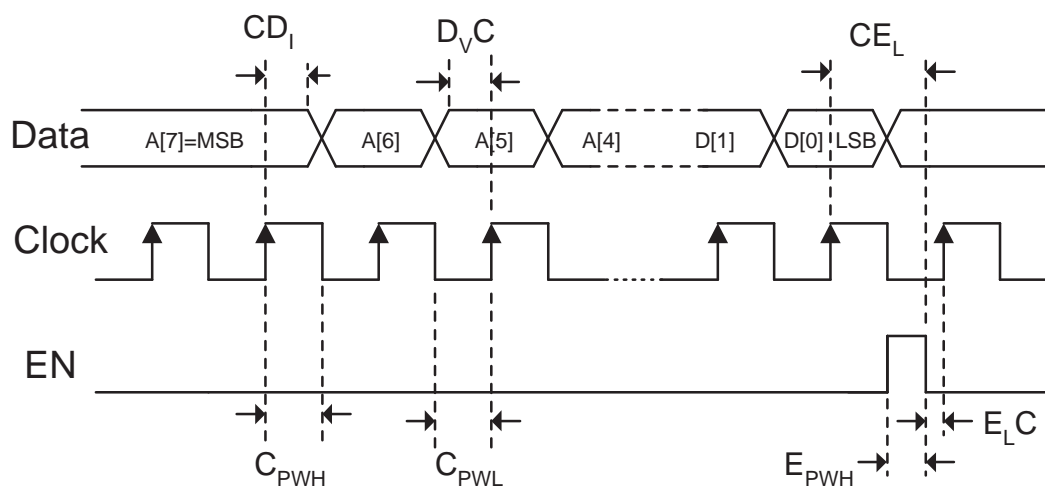 CD_I D_VC CE_L
Data A[7]=MSB A[6] A[5] A[4] D[1] D[0] LSB
Clock
EN
E_LC
C_PWH C_PWL E_PWH